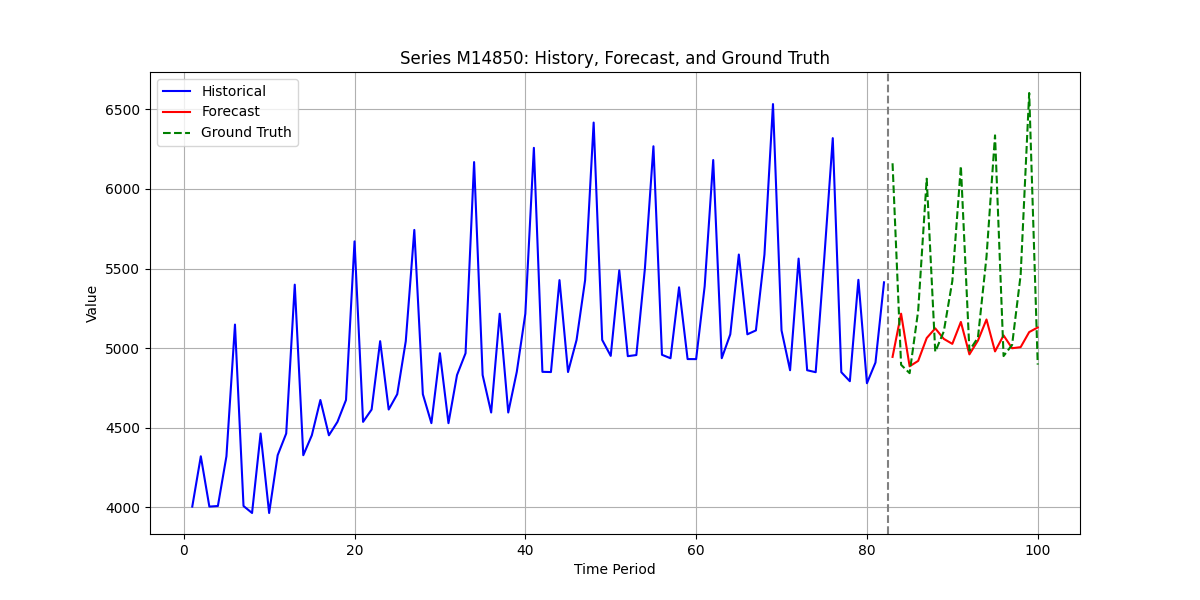 Series M14850: History, Forecast, and Ground Truth
Historical
Forecast
Ground Truth
Value
6500
6000
5500
5000
4500
4000
0 20 40 60 80 100
Time Period